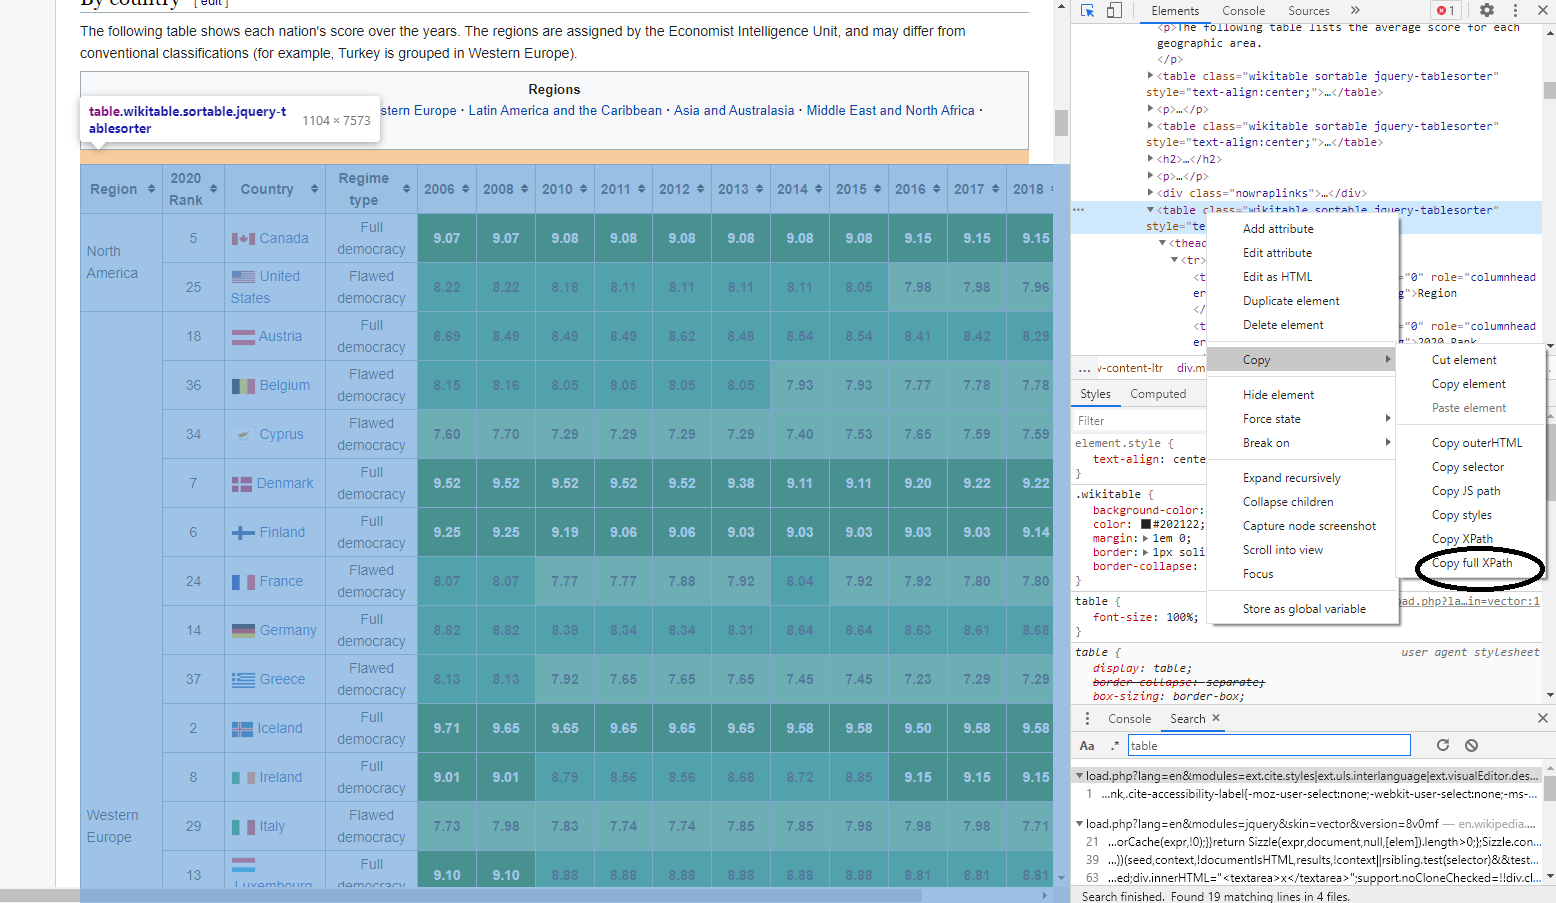 By country [ edit ]
The following table shows each nation's score over the years. The regions are assigned by the Economist Intelligence Unit, and may differ from
conventional classifications (for example, Turkey is grouped in Western Europe).
Regions
stern Europe · Latin America and the Caribbean · Asia and Australasia · Middle East and North Africa ·
table.wikitable.sortable.jquery-t
ablesorter
1104 × 7573
Region 2020 Rank Country Regime type 2006 2008 2010 2011 2012 2013 2014 2015 2016 2017 2018
North America
5 Canada Full democracy 9.07 9.07 9.08 9.08 9.08 9.08 9.08 9.08 9.15 9.15 9.15
25 United States Flawed democracy 8.22 8.22 8.18 8.11 8.11 8.11 8.11 8.05 7.98 7.98 7.96
18 Austria Full democracy 8.69 8.49 8.49 8.49 8.62 8.48 8.54 8.54 8.41 8.42 8.29
36 Belgium Flawed democracy 8.15 8.16 8.05 8.05 8.05 8.05 7.93 7.93 7.77 7.78 7.78
34 Cyprus Flawed democracy 7.60 7.70 7.29 7.29 7.29 7.29 7.40 7.53 7.65 7.59 7.59
7 Denmark Full democracy 9.52 9.52 9.52 9.52 9.52 9.38 9.11 9.11 9.20 9.22 9.22
6 Finland Full democracy 9.25 9.25 9.19 9.06 9.06 9.03 9.03 9.03 9.03 9.03 9.14
24 France Flawed democracy 8.07 8.07 7.77 7.77 7.88 7.92 8.04 7.92 7.92 7.80 7.80
14 Germany Full democracy 8.82 8.82 8.38 8.34 8.34 8.31 8.64 8.64 8.63 8.61 8.68
37 Greece Flawed democracy 8.13 8.13 7.92 7.65 7.65 7.65 7.45 7.45 7.23 7.29 7.29
2 Iceland Full democracy 9.71 9.65 9.65 9.65 9.65 9.65 9.58 9.58 9.50 9.58 9.58
8 Ireland Full democracy 9.01 9.01 8.79 8.56 8.56 8.68 8.72 8.85 9.15 9.15 9.15
Western Europe
29 Italy Flawed democracy 7.73 7.98 7.83 7.74 7.74 7.85 7.85 7.98 7.98 7.98 7.71
13 Luxembourg Full democracy 9.10 9.10 8.88 8.88 8.88 8.88 8.88 8.88 8.81 8.81 8.81
Elements Console Sources » 1
<p>The following table lists the average score for each
geographic area.
</p>
<table class="wikitable sortable jquery-tablesorter"
style="text-align:center;">…</table>
<p>…</p>
<table class="wikitable sortable jquery-tablesorter"
style="text-align:center;">…</table>
<h2>…</h2>
<p>…</p>
<div class="nowraplinks">…</div>
<table class="wikitable sortable jquery-tablesorter"
style="te
<thead
<tr>
<t ="0" role="columnhead
er g">Region
</
<t ="0" role="columnhead
er g">2020 Rank
Add attribute
Edit attribute
Edit as HTML
Duplicate element
Delete element
Copy
Hide element
Force state
Break on
Expand recursively
Collapse children
Capture node screenshot
Scroll into view
Focus
Store as global variable
Cut element
Copy element
Paste element
Copy outerHTML
Copy selector
Copy JS path
Copy styles
Copy XPath
Copy full XPath
… v-content-ltr div.m
Styles Computed
Filter
element.style {
text-align: cente
}
.wikitable {
background-color:
color: #202122;
margin: 1em 0;
border: 1px soli
border-collapse:
}
table { oad.php?la…in=vector:1
font-size: 100%;
}
table { user agent stylesheet
display: table;
border-collapse: separate;
box-sizing: border-box;
Console Search ×
Aa .* table
load.php?lang=en&modules=ext.cite.styles|ext.uls.interlanguage|ext.visualEditor.des…
1 …nk,.cite-accessibility-label{-moz-user-select:none;-webkit-user-select:none;-ms-…
load.php?lang=en&modules=jquery&skin=vector&version=8v0mf — en.wikipedia.…
21 …orCache(expr,!0);}}return Sizzle(expr,document,null,[elem]).length>0;};Sizzle.con…
39 …))(seed,context,!documentIsHTML,results,!context||rsibling.test(selector)&&test…
63 …ed;div.innerHTML="<textarea>x</textarea>";support.noCloneChecked=!!div.cl…
Search finished. Found 19 matching lines in 4 files.